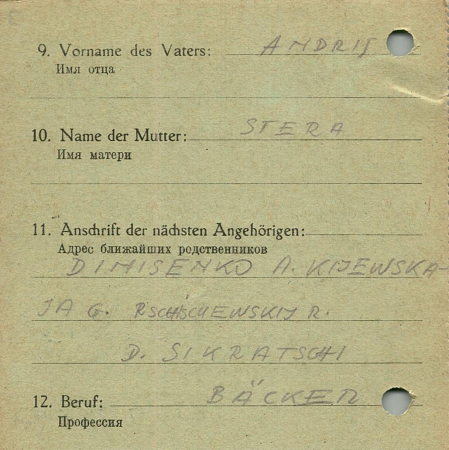 9. Vorname des Vaters: ANDRIJ
Имя отца
10. Name der Mutter: STERA
Имя матери
11. Anschrift der nächsten Angehörigen:
Адрес ближайших родственников
DIMISENKO A. KIJEWSKA-
JA G. RSCHISCHEWSKIJ R.
D. SIKRATSCHI
12. Beruf: BÄCKER
Профессия